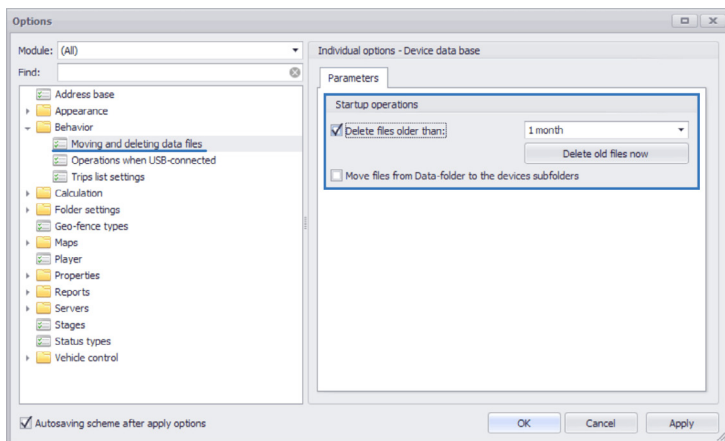 Options
Module: (All)
Find:
Address base
Appearance
Behavior
Moving and deleting data files
Operations when USB-connected
Trips list settings
Calculation
Folder settings
Geo-fence types
Maps
Player
Properties
Reports
Servers
Stages
Status types
Vehicle control
Individual options - Device data base
Parameters
Startup operations
Delete files older than: 1 month
Delete old files now
Move files from Data-folder to the devices subfolders
Autosaving scheme after apply options
OK Cancel Apply